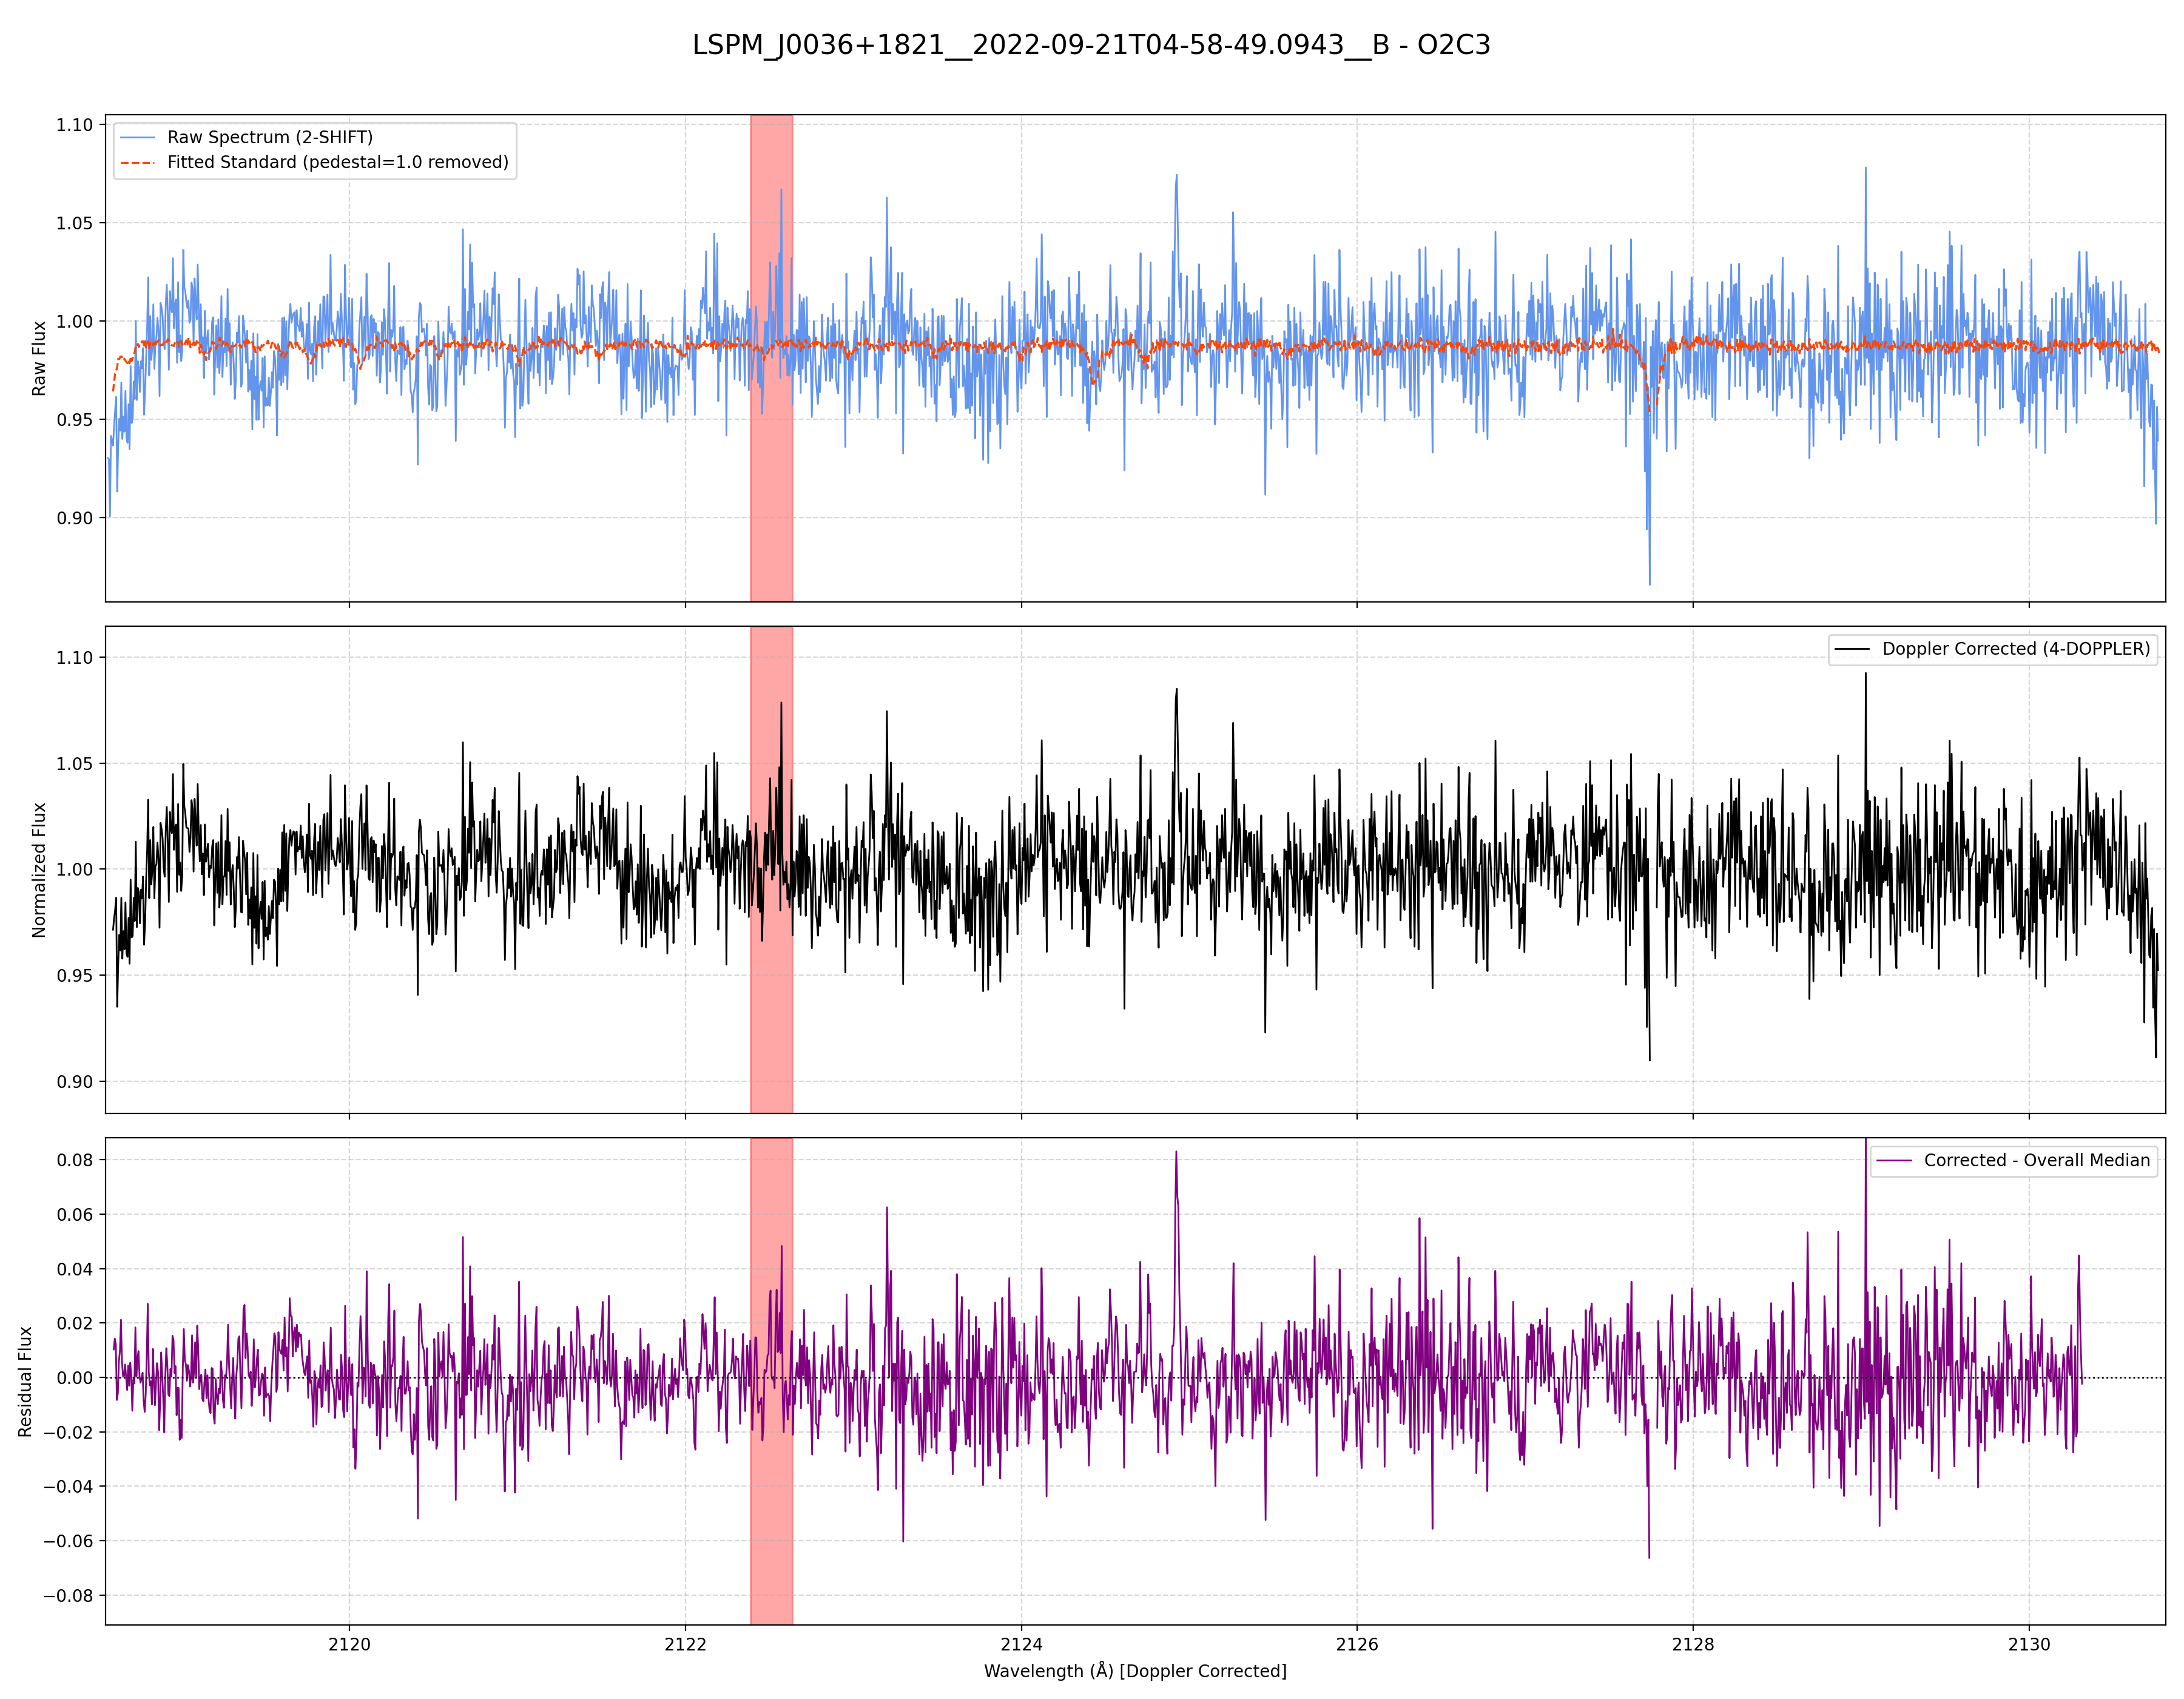 LSPM_J0036+1821__2022-09-21T04-58-49.0943__B - O2C3
Raw Spectrum (2-SHIFT)
Fitted Standard (pedestal=1.0 removed)
1.10
1.05
1.00
0.95
0.90
Raw Flux
Doppler Corrected (4-DOPPLER)
1.10
1.05
1.00
0.95
0.90
Normalized Flux
Corrected - Overall Median
0.08
0.06
0.04
0.02
0.00
−0.02
−0.04
−0.06
−0.08
Residual Flux
2120 2122 2124 2126 2128 2130
Wavelength (Å) [Doppler Corrected]